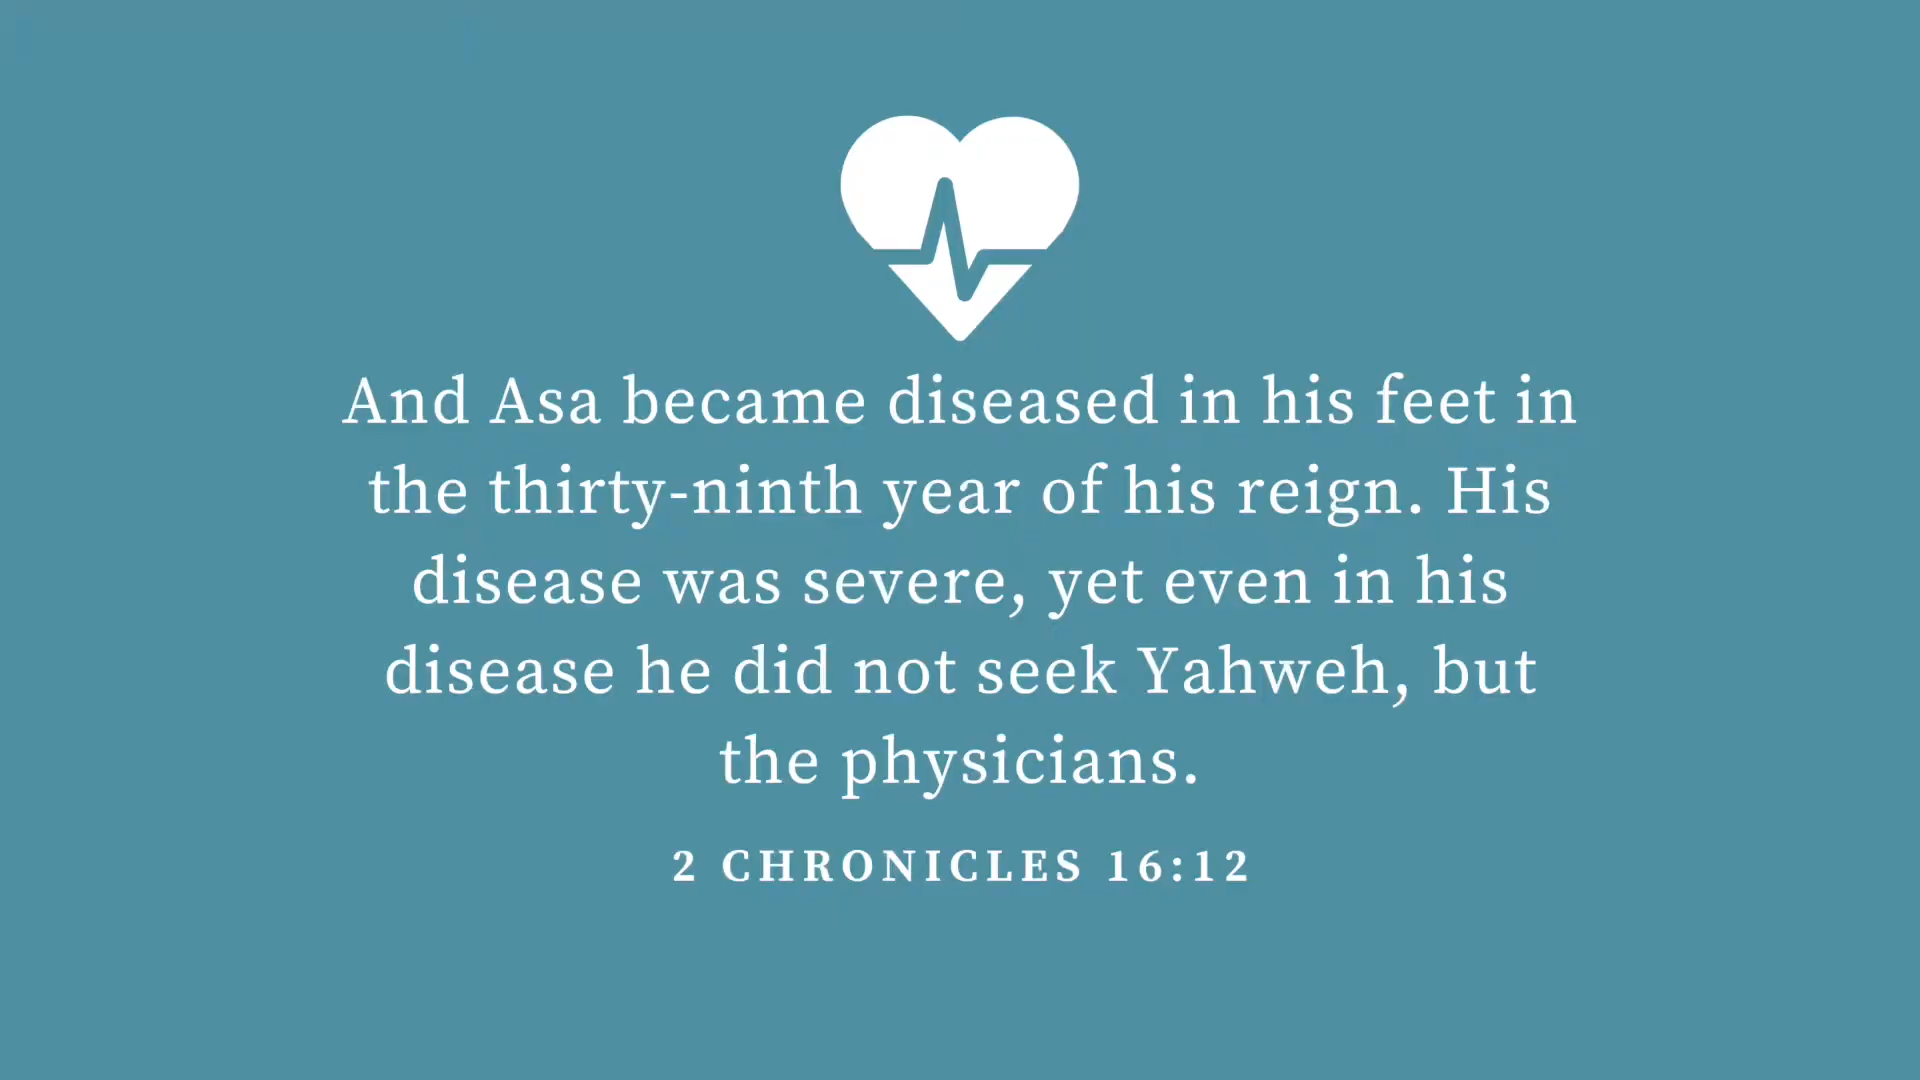 And Asa became diseased in his feet in
the thirty-ninth year of his reign. His
disease was severe, yet even in his
disease he did not seek Yahweh, but
the physicians.
2 CHRONICLES 16:12